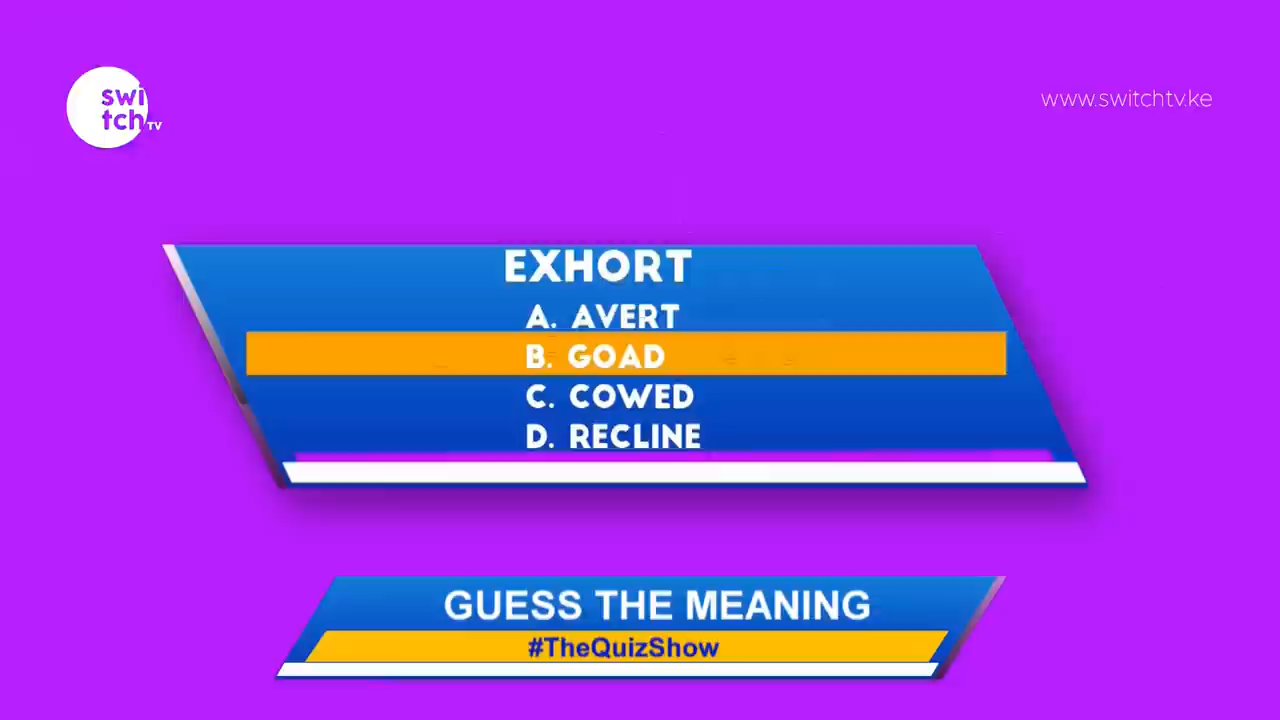 swi
tch TV
www.switchtv.ke
EXHORT
A. AVERT
B. GOAD
C. COWED
D. RECLINE
GUESS THE MEANING
#TheQuizShow